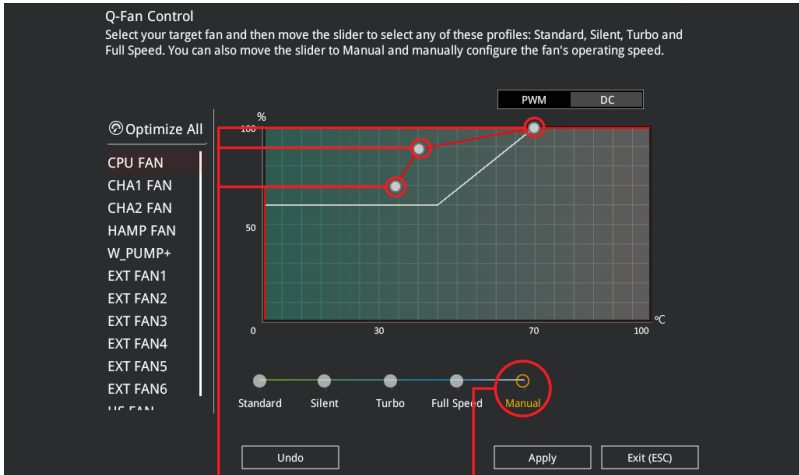 Q-Fan Control
Select your target fan and then move the slider to select any of these profiles: Standard, Silent, Turbo and
Full Speed. You can also move the slider to Manual and manually configure the fan's operating speed.
PWM DC
Optimize All
CPU FAN
CHA1 FAN
CHA2 FAN
HAMP FAN
W_PUMP+
EXT FAN1
EXT FAN2
EXT FAN3
EXT FAN4
EXT FAN5
EXT FAN6
%
100
50
0 30 70 100
ºC
Standard Silent Turbo Full Speed Manual
Undo Apply Exit (ESC)